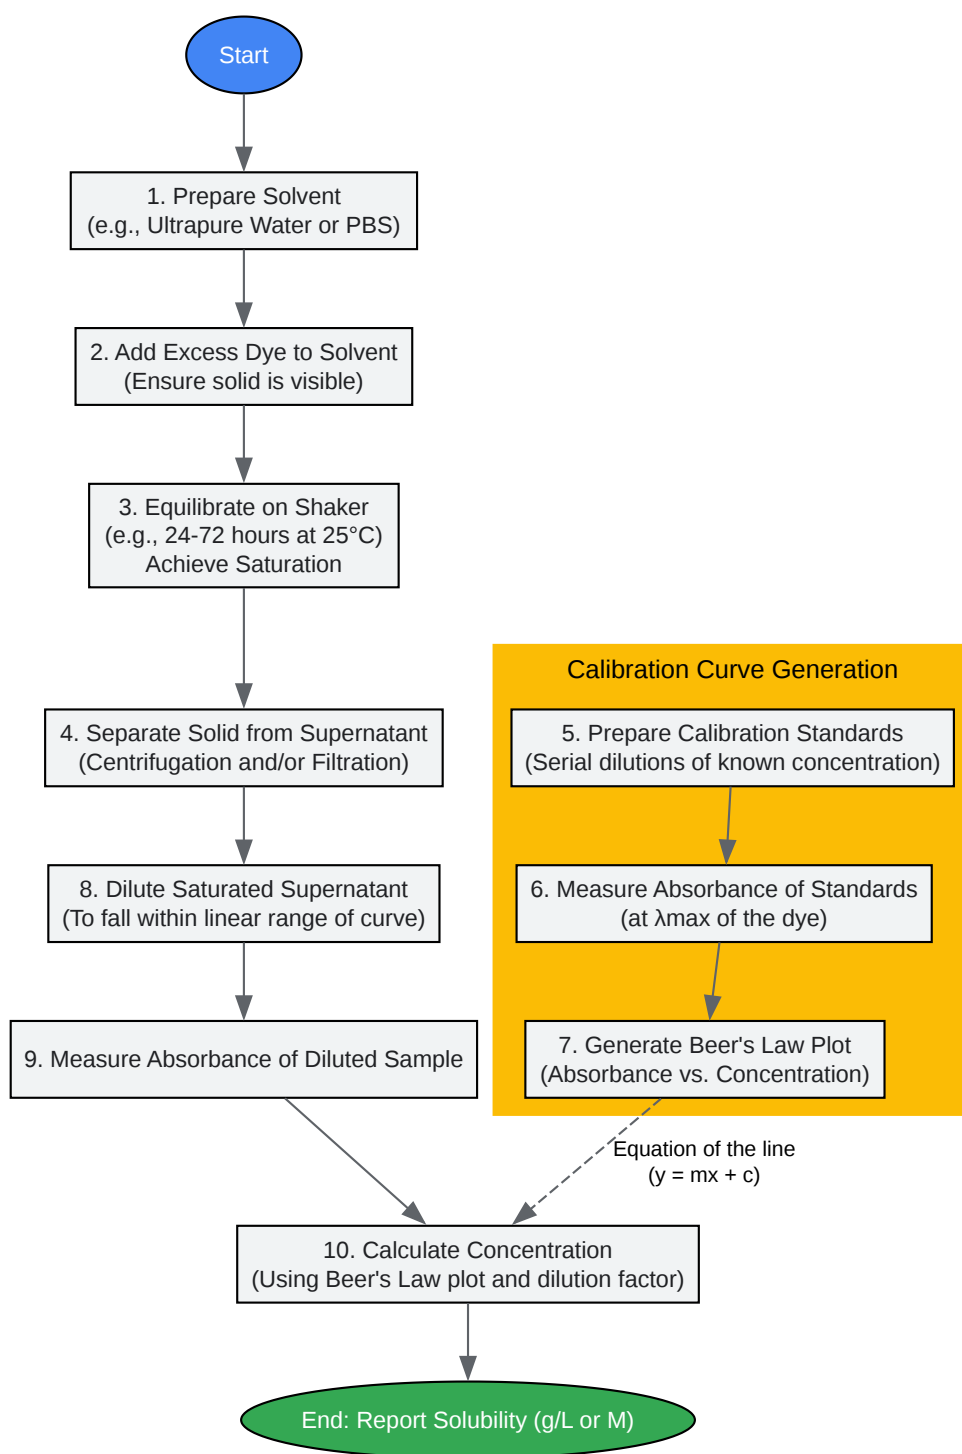 Start
1. Prepare Solvent
(e.g., Ultrapure Water or PBS)
2. Add Excess Dye to Solvent
(Ensure solid is visible)
3. Equilibrate on Shaker
(e.g., 24-72 hours at 25°C)
Achieve Saturation
4. Separate Solid from Supernatant
(Centrifugation and/or Filtration)
8. Dilute Saturated Supernatant
(To fall within linear range of curve)
9. Measure Absorbance of Diluted Sample
Calibration Curve Generation
5. Prepare Calibration Standards
(Serial dilutions of known concentration)
6. Measure Absorbance of Standards
(at λmax of the dye)
7. Generate Beer's Law Plot
(Absorbance vs. Concentration)
Equation of the line
(y = mx + c)
10. Calculate Concentration
(Using Beer's Law plot and dilution factor)
End: Report Solubility (g/L or M)